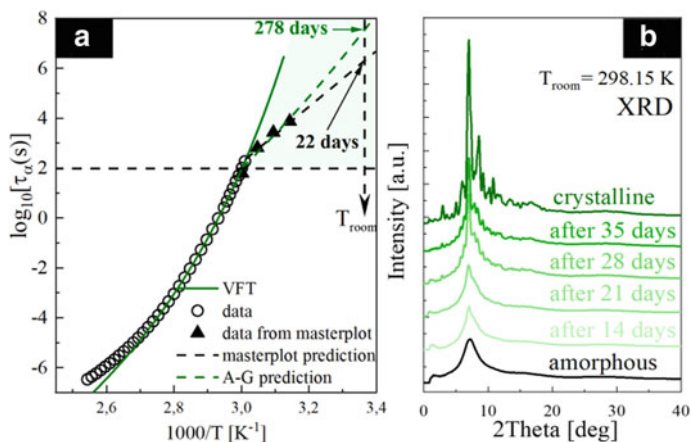 a
278 days
22 days
T_room
log₁₀[τ_α(s)]
8
6
4
2
0
-2
-4
-6
VFT
data
data from masterplot
masterplot prediction
A-G prediction
2,6 2,8 3,0 3,2 3,4
1000/T [K⁻¹]
b
T_room = 298.15 K
XRD
Intensity [a.u.]
crystalline
after 35 days
after 28 days
after 21 days
after 14 days
amorphous
0 10 20 30 40
2Theta [deg]